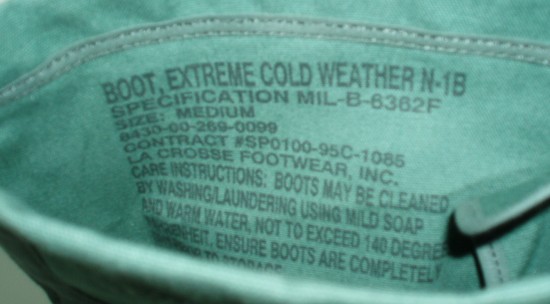 BOOT, EXTREME COLD WEATHER N-1B
SPECIFICATION MIL-B-6362F
SIZE: MEDIUM
8430-00-269-0099
CONTRACT #SP0100-95C-1085
LA CROSSE FOOTWEAR, INC.
CARE INSTRUCTIONS: BOOTS MAY BE CLEANED
BY WASHING/LAUNDERING USING MILD SOAP
AND WARM WATER, NOT TO EXCEED 140 DEGREE
ENSURE BOOTS ARE COMPLETELY
TO STORAGE